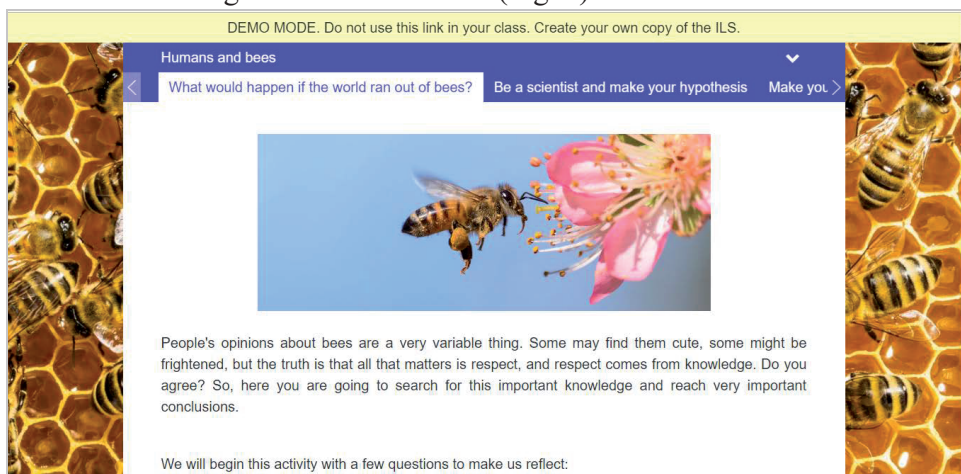 DEMO MODE. Do not use this link in your class. Create your own copy of the ILS.
Humans and bees
What would happen if the world ran out of bees? Be a scientist and make your hypothesis Make you
People's opinions about bees are a very variable thing. Some may find them cute, some might be
frightened, but the truth is that all that matters is respect, and respect comes from knowledge. Do you
agree? So, here you are going to search for this important knowledge and reach very important
conclusions.
We will begin this activity with a few questions to make us reflect: